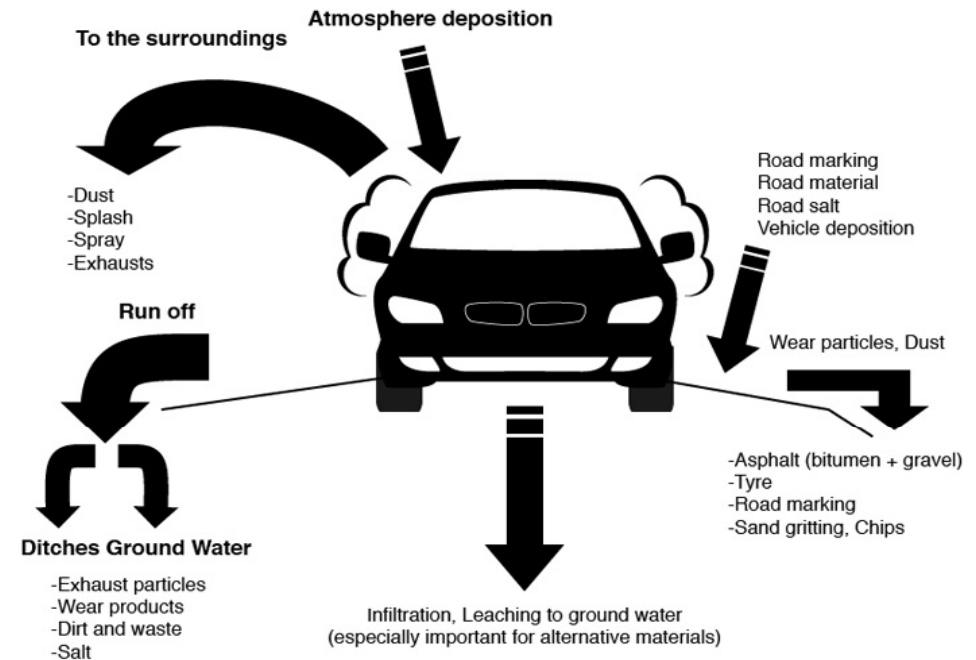 Atmosphere deposition
To the surroundings
-Dust
-Splash
-Spray
-Exhausts
Road marking
Road material
Road salt
Vehicle deposition
Run off
Wear particles, Dust
-Asphalt (bitumen + gravel)
-Tyre
-Road marking
-Sand gritting, Chips
Ditches Ground Water
-Exhaust particles
-Wear products
-Dirt and waste
-Salt
Infiltration, Leaching to ground water
(especially important for alternative materials)